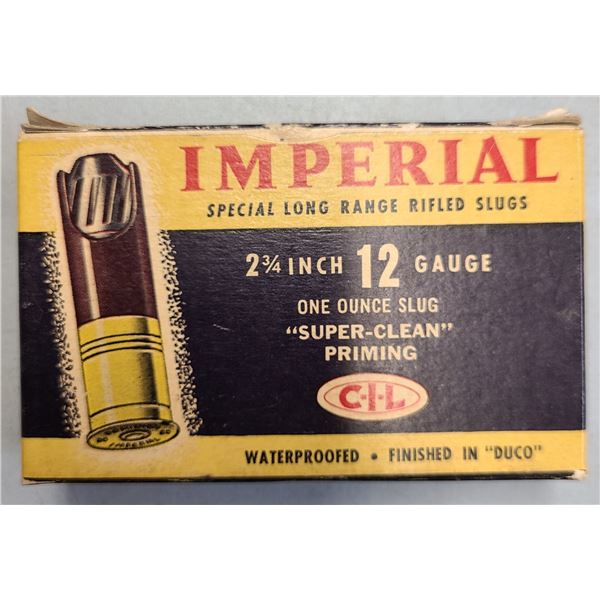 IMPERIAL
SPECIAL LONG RANGE RIFLED SLUGS
2¾ INCH 12 GAUGE
ONE OUNCE SLUG
"SUPER-CLEAN"
PRIMING
C-I-L
IMPERIAL
WATERPROOFED • FINISHED IN "DUCO"